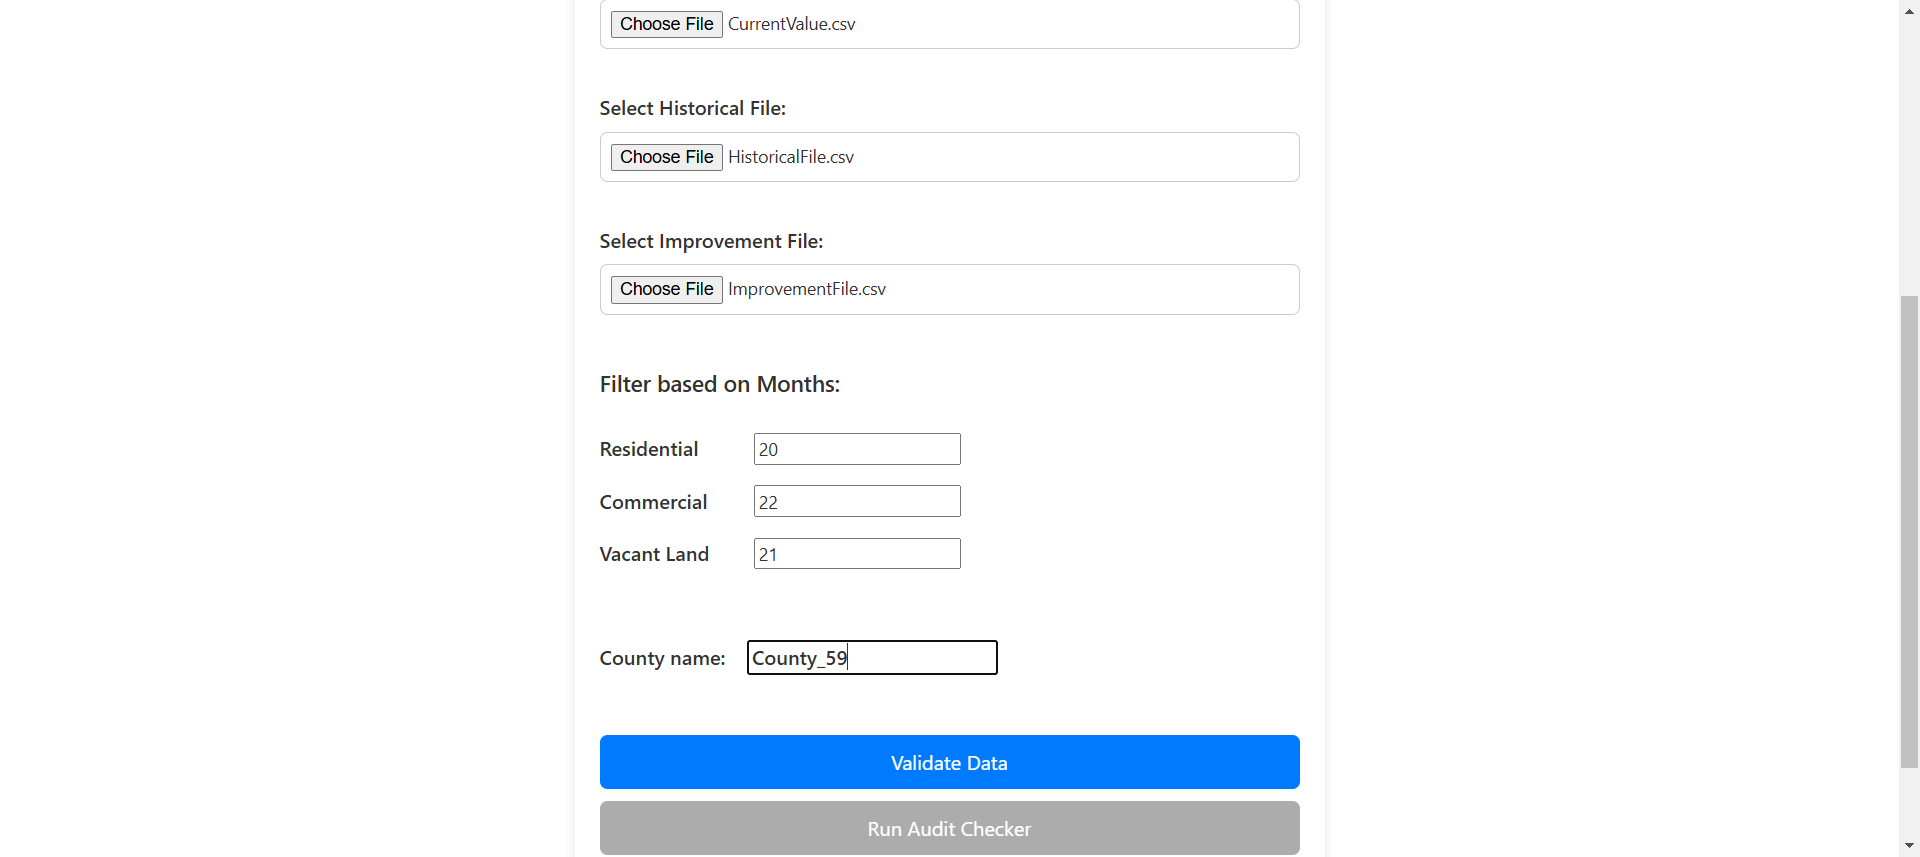 Choose File CurrentValue.csv
Select Historical File:
Choose File HistoricalFile.csv
Select Improvement File:
Choose File ImprovementFile.csv
Filter based on Months:
Residential 20
Commercial 22
Vacant Land 21
County name: County_59
Validate Data
Run Audit Checker